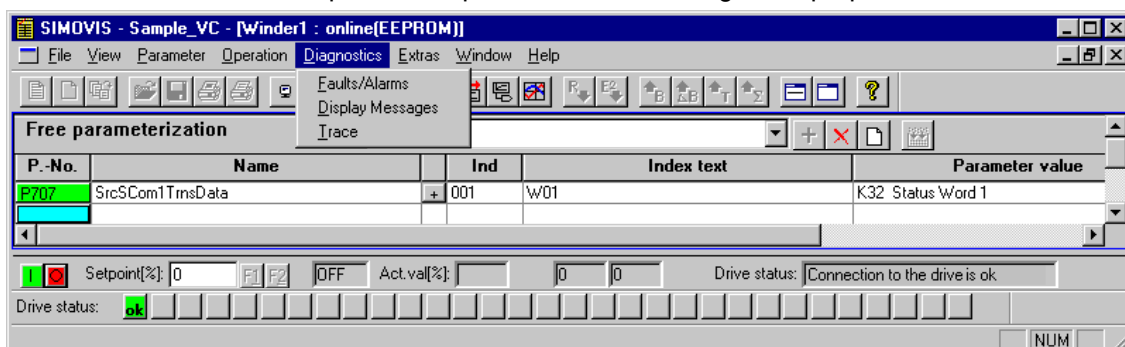 SIMOVIS - Sample_VC - [Winder1 : online(EEPROM)]
File View Parameter Operation Diagnostics Extras Window Help
Faults/Alarms
Display Messages
Trace
Free parameterization
P.-No. Name Ind Index text Parameter value
P707 SrcSCom1TrnsData + 001 W01 K32 Status Word 1
Setpoint[%]: 0 F1 F2 OFF Act.val[%]: 0 0 Drive status: Connection to the drive is ok
Drive status: ok
NUM